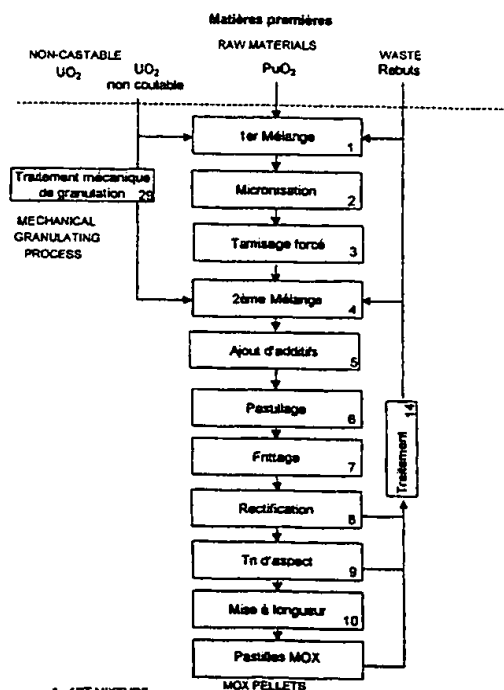 Matières premières
NON-CASTABLE
UO₂
UO₂
non coulable
RAW MATERIALS
PuO₂
WASTE
Rebuts
1er Mélange
1
Traitement mécanique
de granulation
29
Micronisation
2
MECHANICAL
GRANULATING
PROCESS
Tamisage forcé
3
2ème Mélange
4
Ajout d'additifs
5
Pastillage
6
Traitement
14
Frittage
7
Rectification
8
Tri d'aspect
9
Mise à longueur
10
Pastilles MOX
1ST MIXTURE
MOX PELLETS